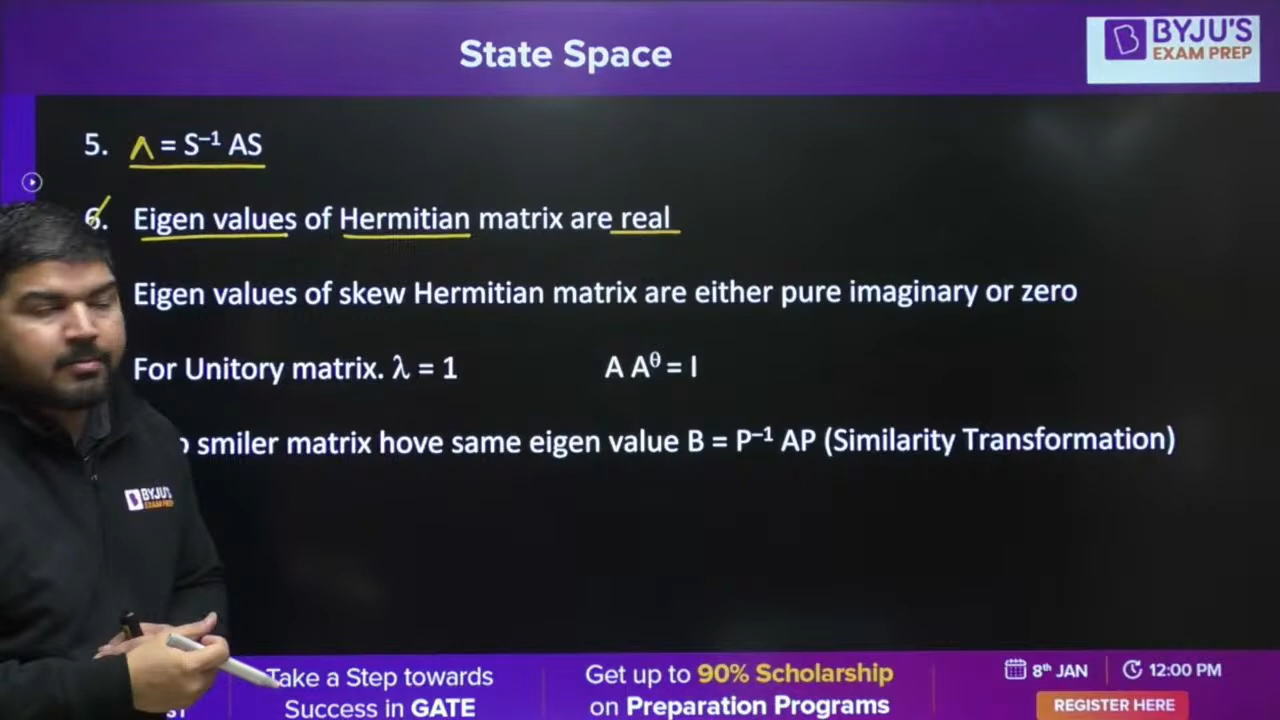 State Space
BYJU'S
EXAM PREP
5. Λ = S⁻¹ AS
6. Eigen values of Hermitian matrix are real
Eigen values of skew Hermitian matrix are either pure imaginary or zero
For Unitory matrix. λ = 1 A Aᶿ = I
smiler matrix hove same eigen value B = P⁻¹ AP (Similarity Transformation)
BYJU'S
EXAM PREP
Take a Step towards
Success in GATE
Get up to 90% Scholarship
on Preparation Programs
8th JAN 12:00 PM
REGISTER HERE